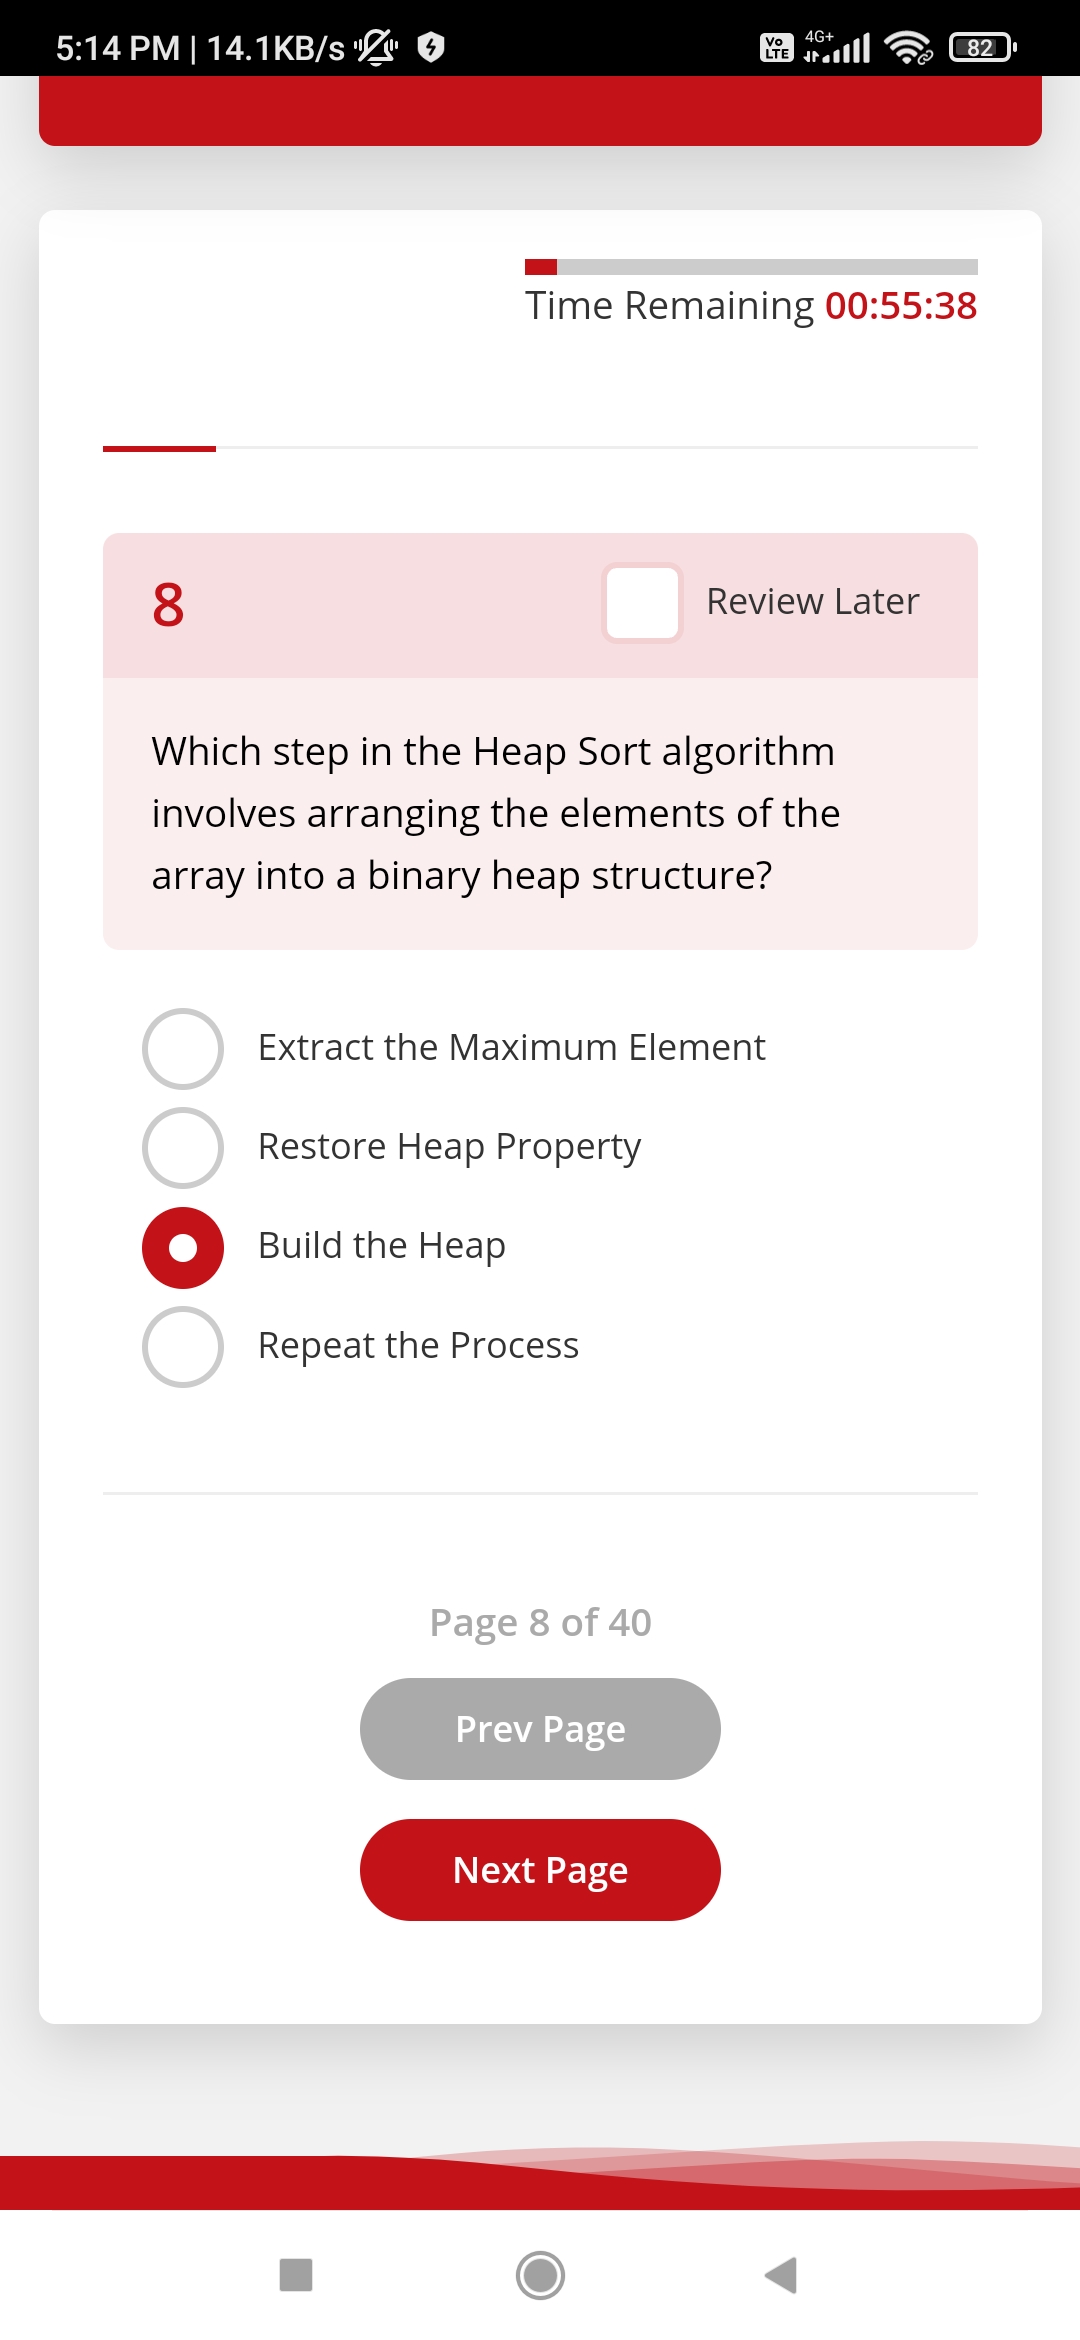 5:14 PM | 14.1KB/s
Vo LTE 4G+ 82
Time Remaining 00:55:38
8
Review Later
Which step in the Heap Sort algorithm
involves arranging the elements of the
array into a binary heap structure?
Extract the Maximum Element
Restore Heap Property
Build the Heap
Repeat the Process
Page 8 of 40
Prev Page
Next Page